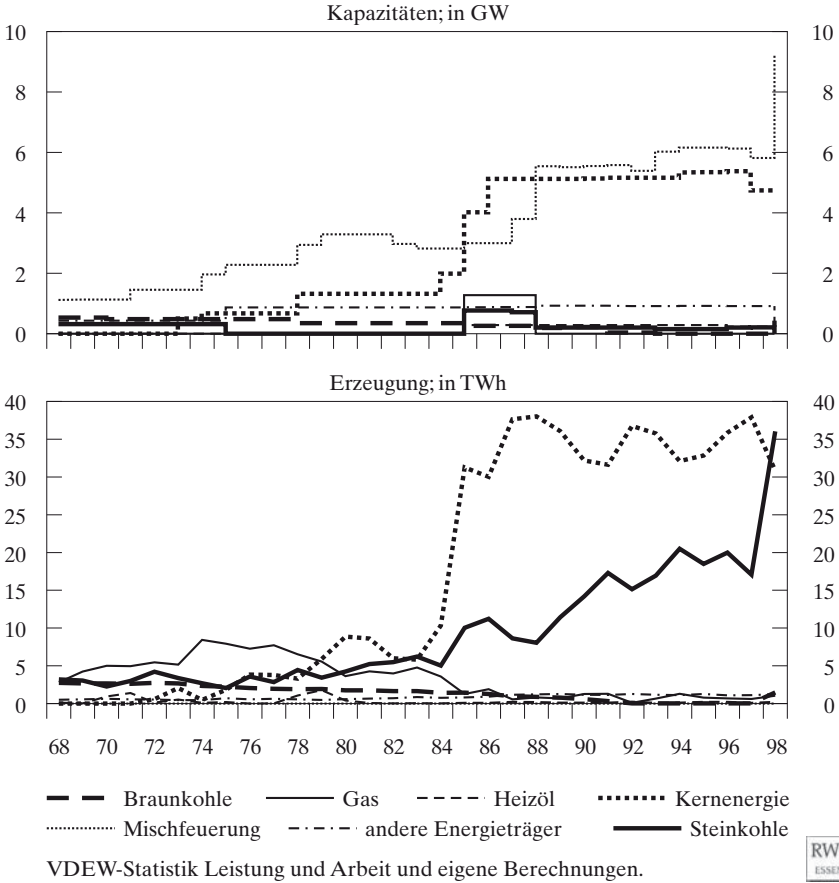 Kapazitäten; in GW
10 10
8 8
6 6
4 4
2 2
0 0
Erzeugung; in TWh
40 40
35 35
30 30
25 25
20 20
15 15
10 10
5 5
0 0
68 70 72 74 76 78 80 82 84 86 88 90 92 94 96 98
Braunkohle Gas Heizöl Kernenergie
Mischfeuerung andere Energieträger Steinkohle
VDEW-Statistik Leistung und Arbeit und eigene Berechnungen.
RW
ESSE